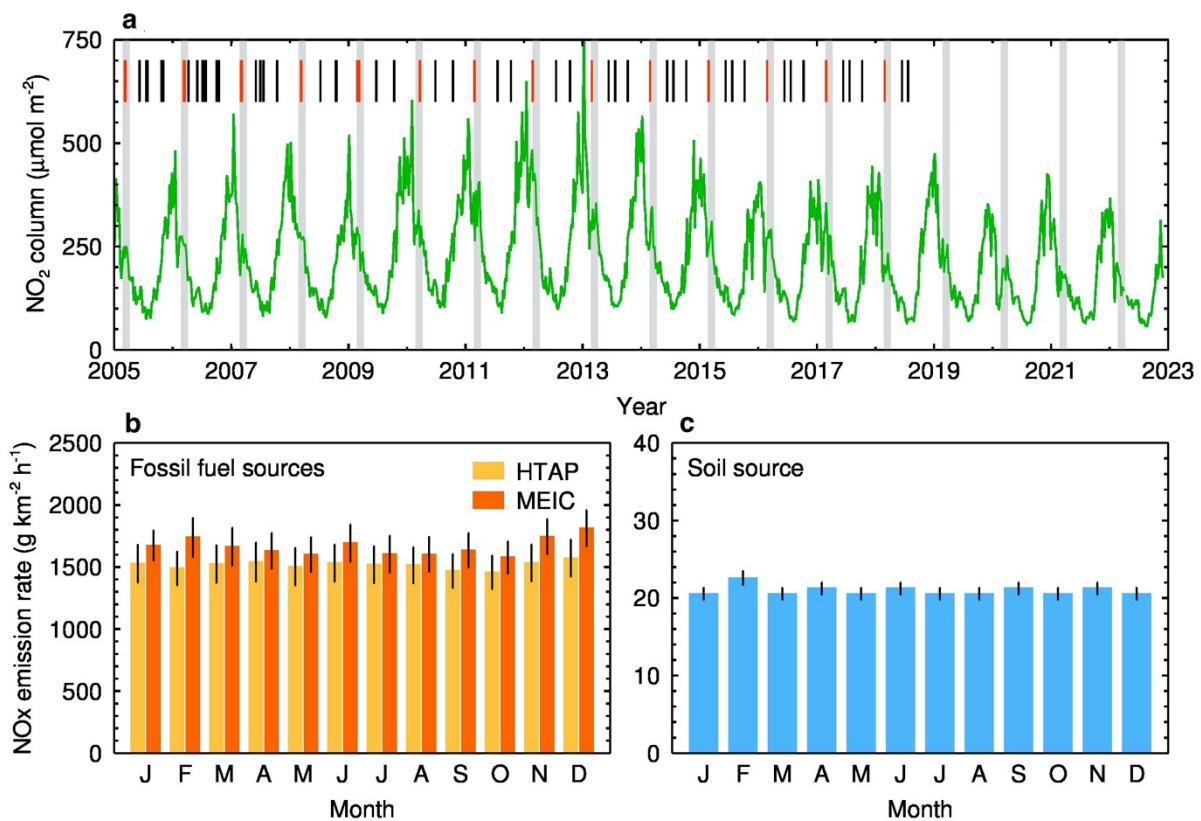 a
750
500
250
0
NO₂ column (μmol m⁻²)
2005 2007 2009 2011 2013 2015 2017 2019 2021 2023
Year
b
2500
2000
1500
1000
500
0
NOx emission rate (g km⁻² h⁻¹)
Fossil fuel sources
HTAP
MEIC
J F M A M J J A S O N D
Month
c
40
30
20
10
0
Soil source
J F M A M J J A S O N D
Month